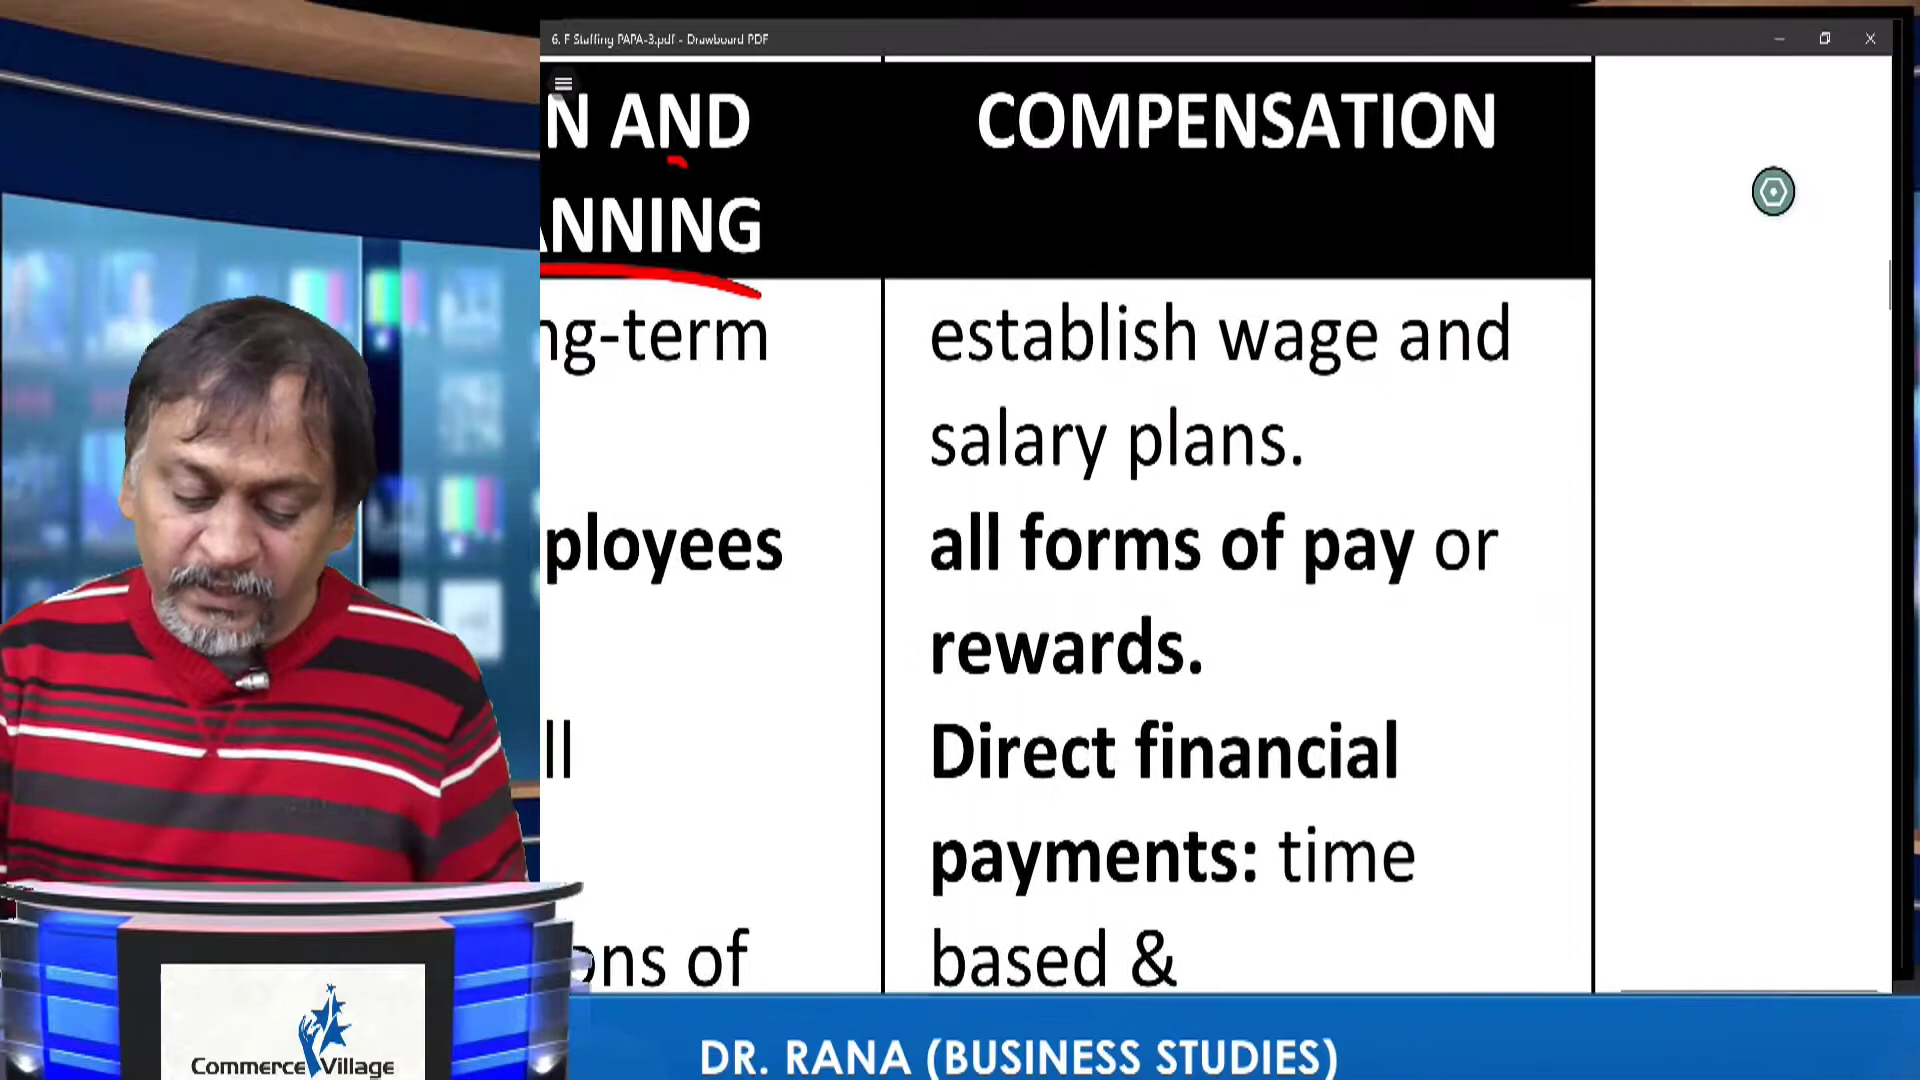 6. F Staffing PAPA-3.pdf - Drawboard PDF
N AND
ANNING
COMPENSATION
ng-term
ployees
ll
ons of
establish wage and
salary plans.
all forms of pay or
rewards.
Direct financial
payments: time
based &
Commerce Village
DR. RANA (BUSINESS STUDIES)